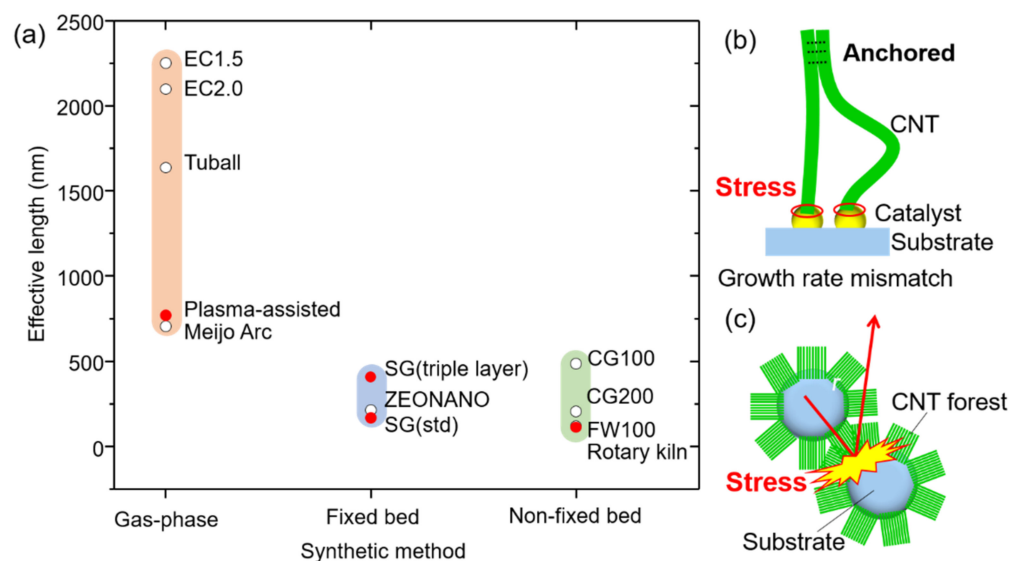 (a)
2500
2000
1500
1000
500
0
Effective length (nm)
EC1.5
EC2.0
Tuball
Plasma-assisted
Meijo Arc
SG(triple layer)
ZEONANO
SG(std)
CG100
CG200
FW100
Rotary kiln
Gas-phase
Fixed bed
Non-fixed bed
Synthetic method
(b)
Anchored
CNT
Stress
Catalyst
Substrate
Growth rate mismatch
(c)
r
CNT forest
Stress
Substrate